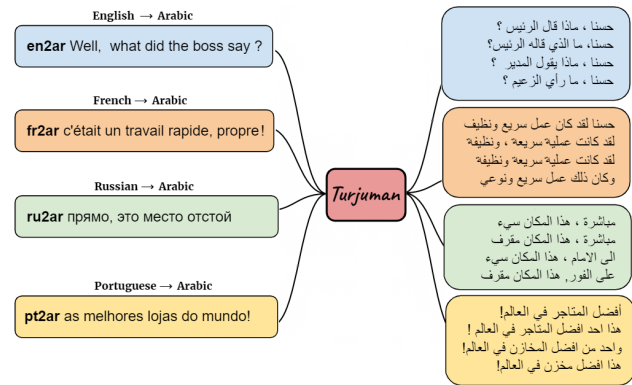 English → Arabic
en2ar Well, what did the boss say ?
French → Arabic
fr2ar c'était un travail rapide, propre!
Russian → Arabic
ru2ar прямо, это место отстой
Portuguese → Arabic
pt2ar as melhores lojas do mundo!
Turjuman
حسنا ، ماذا قال الرئيس ؟
حسنا، ما الذي قاله الرئيس؟
حسنا ، ماذا يقول المدير ؟
حسنا ، ما رأي الزعيم ؟
حسنا لقد كان عمل سريع ونظيف
لقد كانت عملية سريعة ، ونظيفة
لقد كانت عملية سريعة ونظيفة
وكان ذلك عمل سريع ونوعي
مباشرة ، هذا المكان سيء
مباشرة ، هذا المكان مقرف
الى الامام ، هذا المكان سيء
على الفور, هذا المكان مقرف
أفضل المتاجر في العالم!
هذا احد افضل المتاجر في العالم !
واحد من افضل المخازن في العالم!
هذا افضل مخزن في العالم!